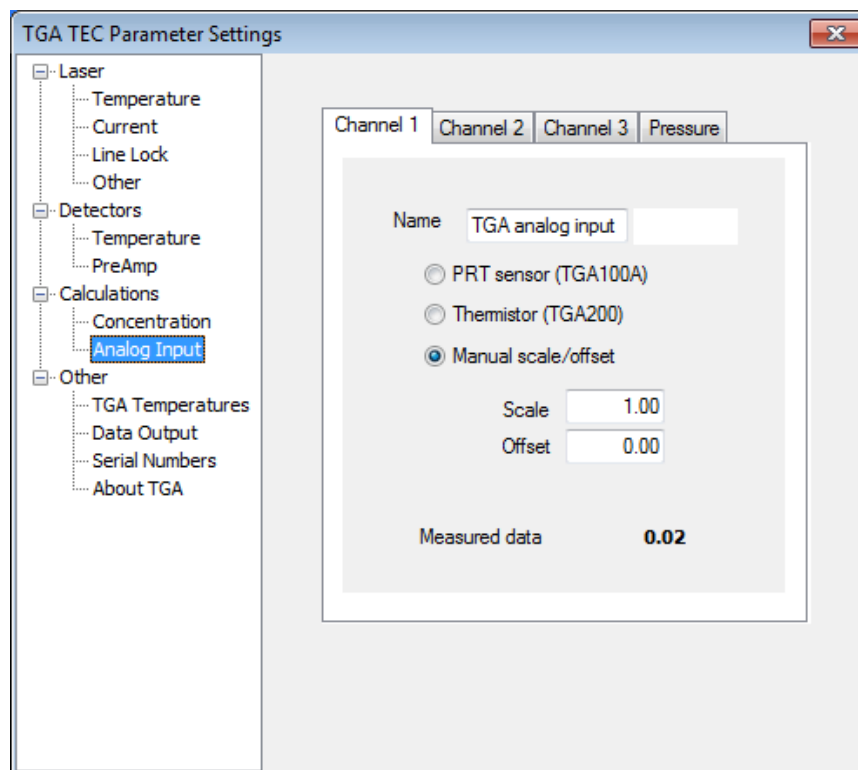 TGA TEC Parameter Settings
Laser
Temperature
Current
Line Lock
Other
Detectors
Temperature
PreAmp
Calculations
Concentration
Analog Input
Other
TGA Temperatures
Data Output
Serial Numbers
About TGA
Channel 1 Channel 2 Channel 3 Pressure
Name TGA analog input
PRT sensor (TGA100A)
Thermistor (TGA200)
Manual scale/offset
Scale 1.00
Offset 0.00
Measured data 0.02